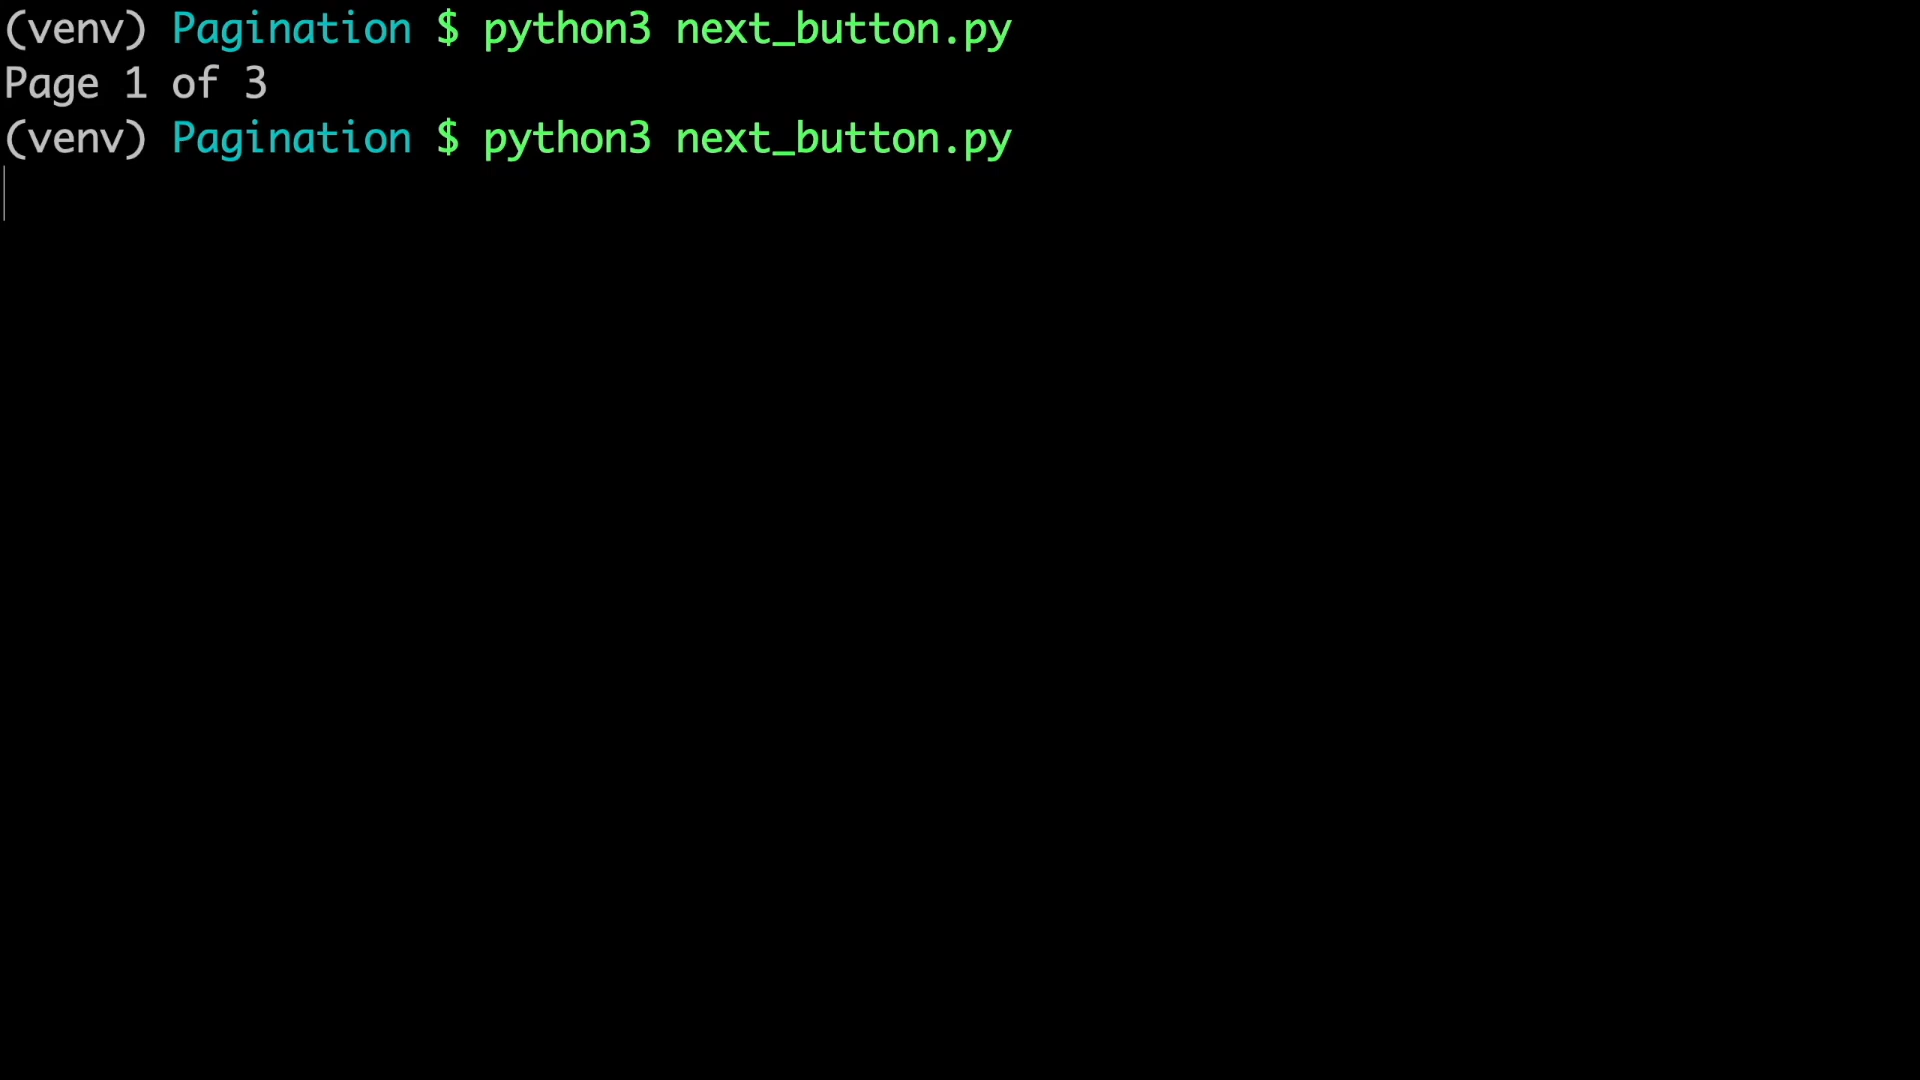 (venv) Pagination $ python3 next_button.py
Page 1 of 3
(venv) Pagination $ python3 next_button.py